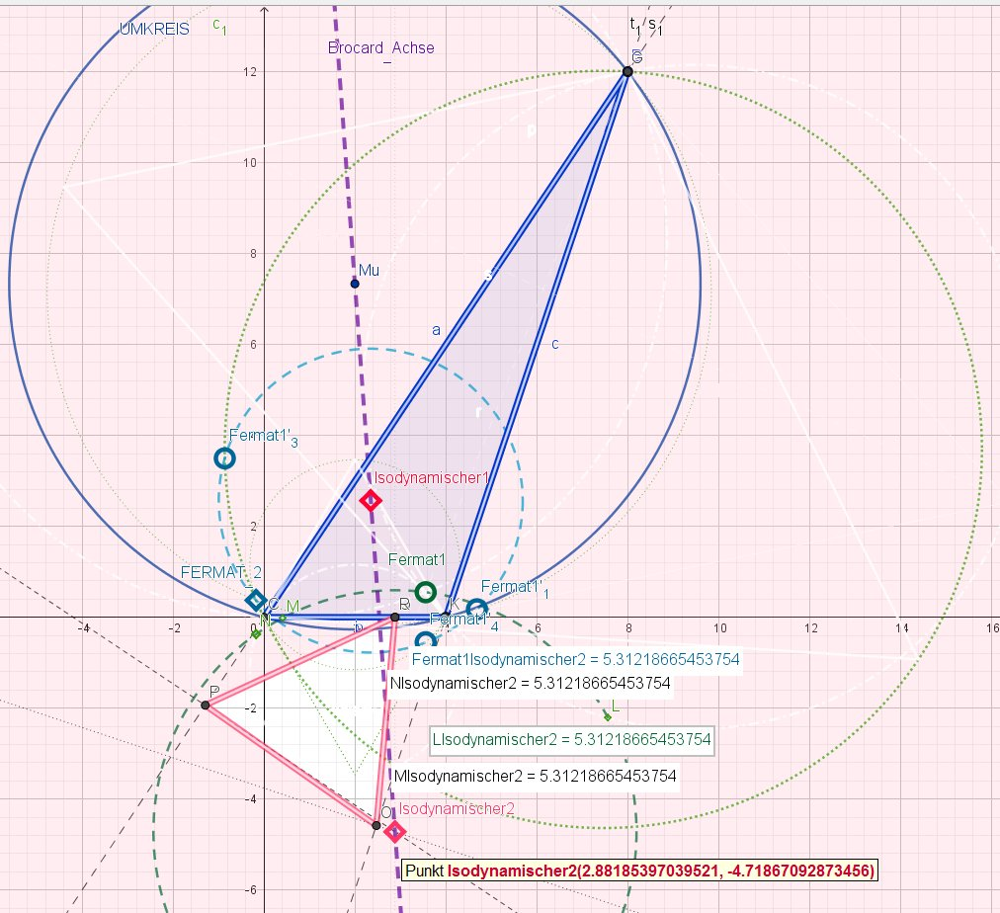 UMKREIS
c1
t1 s1
Brocard_Achse
12
p
10
8
Mu
s
a
c
6
r
Fermat1'3
Isodynamischer1
2
Fermat1
FERMAT_2
Fermat1'1
M
K
N
-4
-2
0
Fermat1'4
4
6
8
10
12
14
Fermat1Isodynamischer2 = 5.31218665453754
NIsodynamischer2 = 5.31218665453754
P
-2
L
LIsodynamischer2 = 5.31218665453754
MIsodynamischer2 = 5.31218665453754
-4
O
Isodynamischer2
Punkt Isodynamischer2(2.88185397039521, -4.71867092873456)
-6